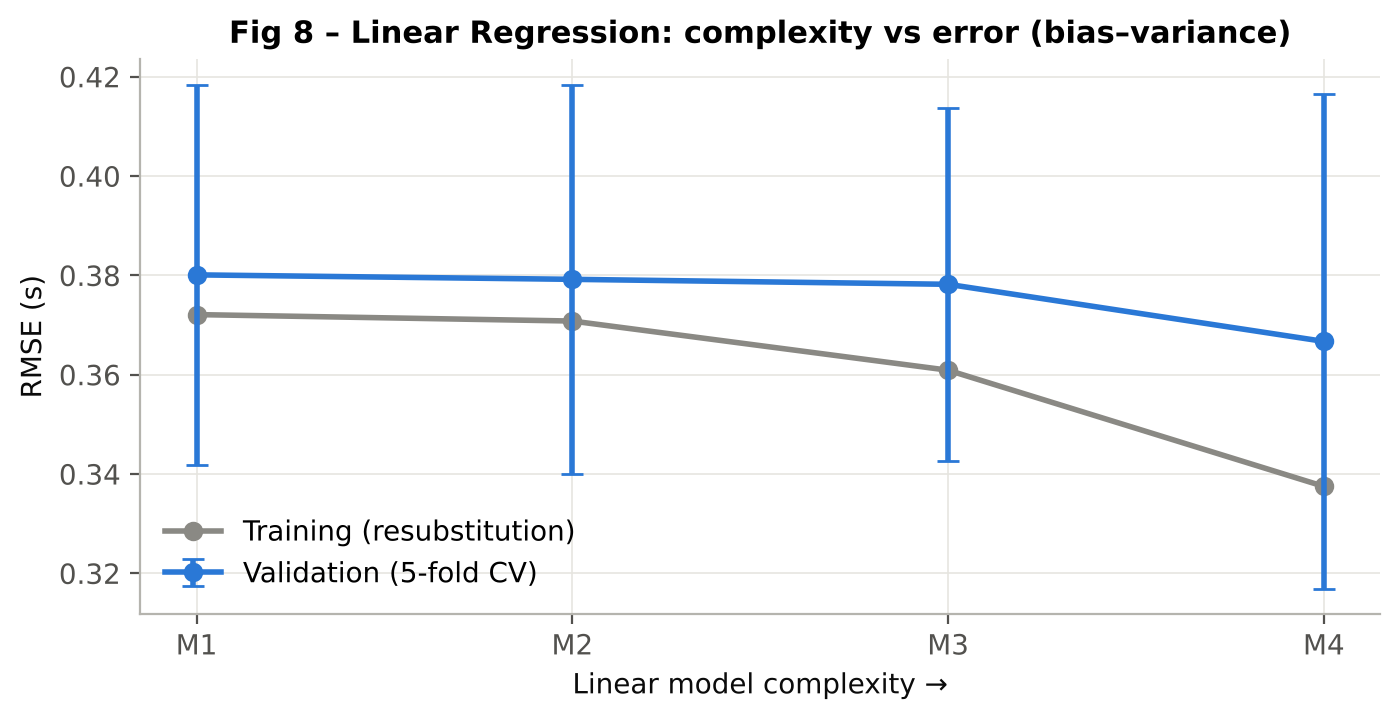 Fig 8 – Linear Regression: complexity vs error (bias–variance)
RMSE (s)
0.42
0.40
0.38
0.36
0.34
0.32
Training (resubstitution)
Validation (5-fold CV)
M1 M2 M3 M4
Linear model complexity →